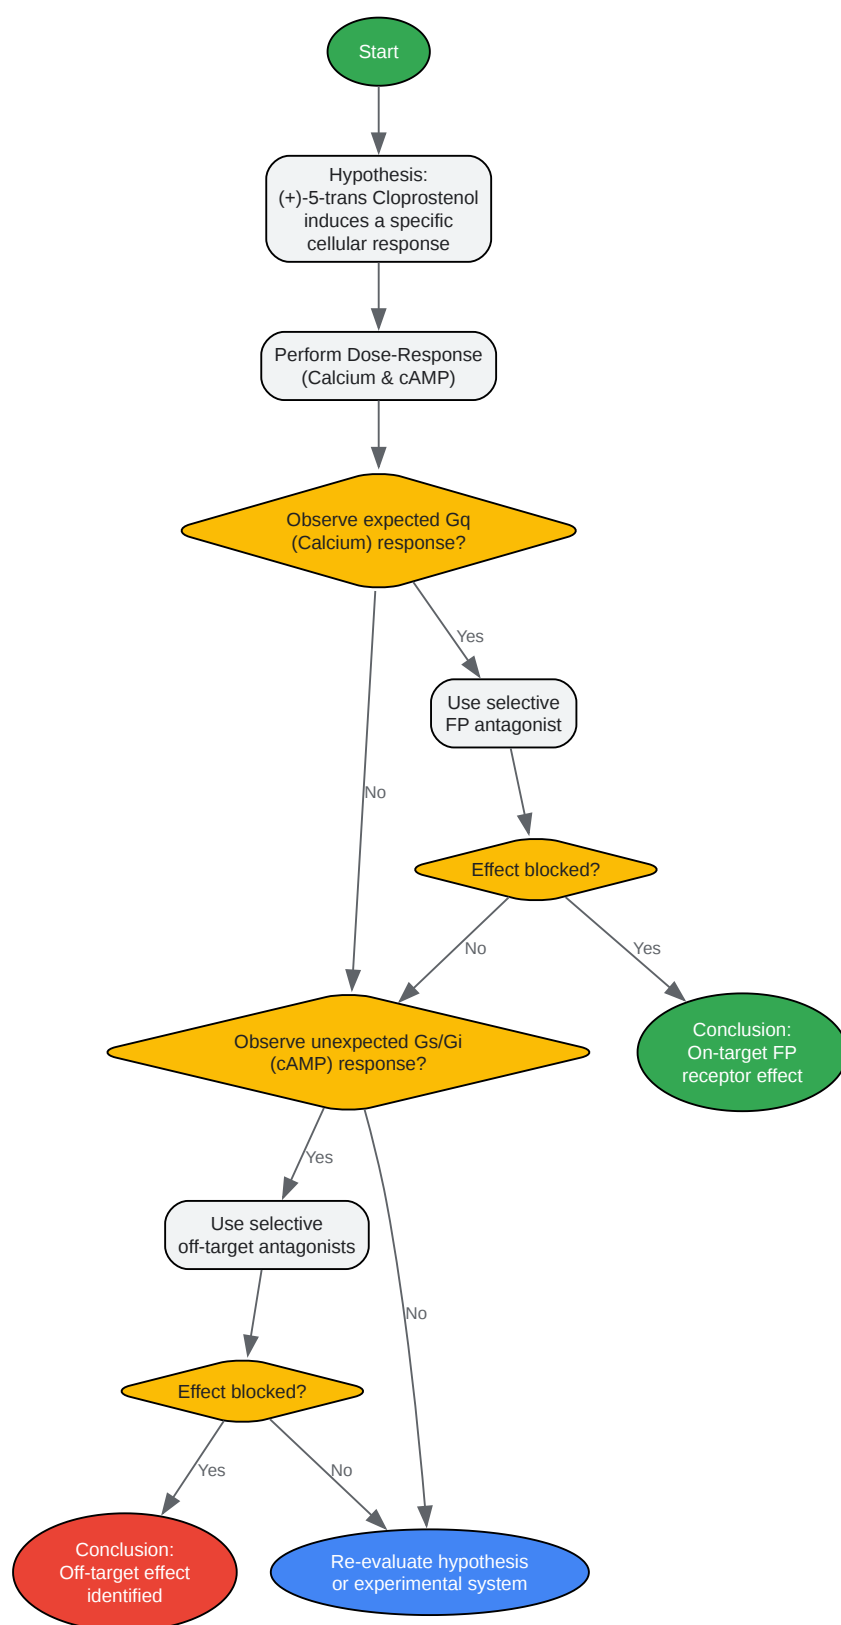 Start
Hypothesis:
(+)-5-trans Cloprostenol
induces a specific
cellular response
Perform Dose-Response
(Calcium & cAMP)
Observe expected Gq
(Calcium) response?
Yes
Use selective
FP antagonist
No
Effect blocked?
No
Yes
Conclusion:
On-target FP
receptor effect
Observe unexpected Gs/Gi
(cAMP) response?
Yes
Use selective
off-target antagonists
No
Effect blocked?
Yes
No
Conclusion:
Off-target effect
identified
Re-evaluate hypothesis
or experimental system